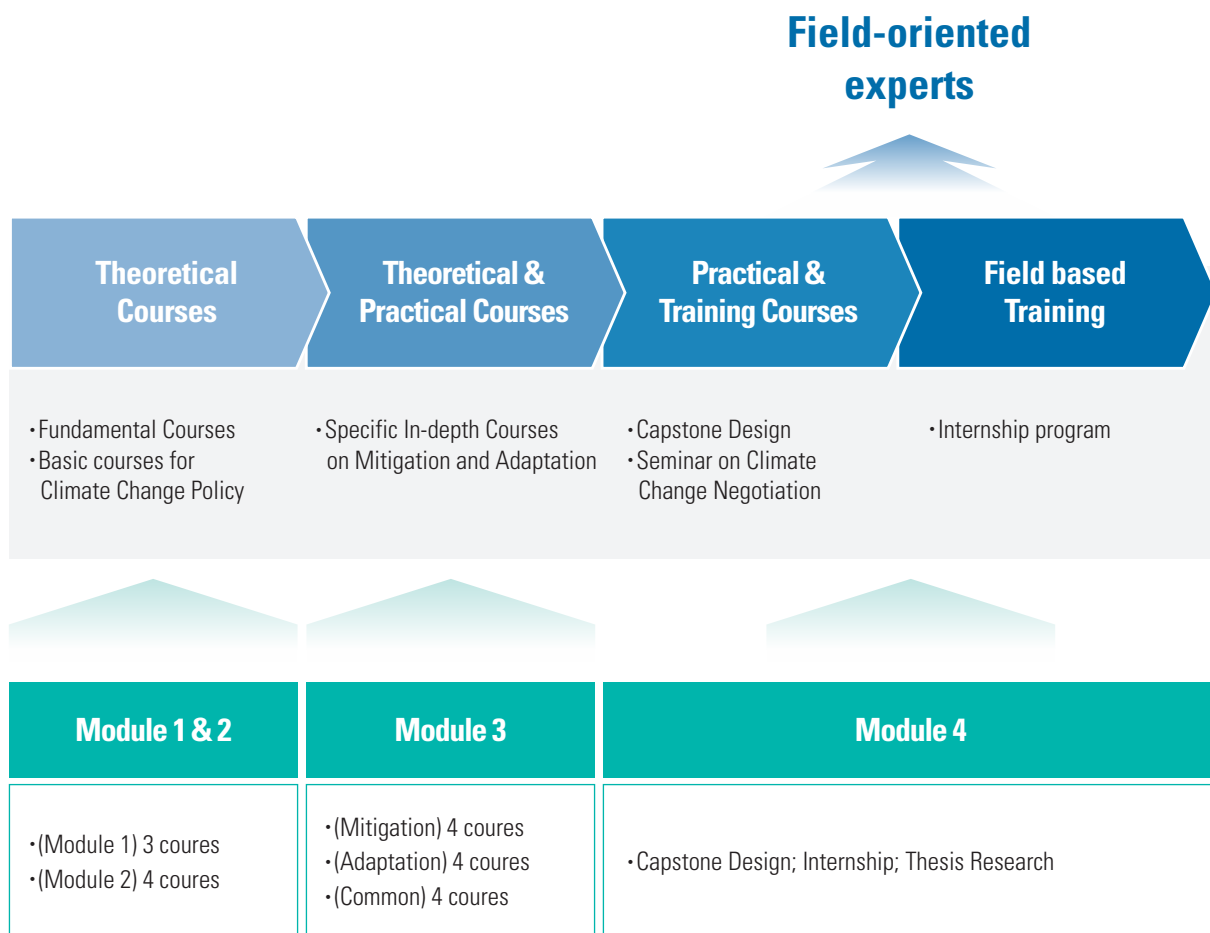 Field-oriented
experts
Theoretical
Courses
Theoretical &
Practical Courses
Practical &
Training Courses
Field based
Training
·Fundamental Courses
·Basic courses for
Climate Change Policy
·Specific In-depth Courses
on Mitigation and Adaptation
·Capstone Design
·Seminar on Climate
Change Negotiation
·Internship program
Module 1 & 2
Module 3
Module 4
·(Module 1) 3 coures
·(Module 2) 4 coures
·(Mitigation) 4 coures
·(Adaptation) 4 coures
·(Common) 4 coures
·Capstone Design; Internship; Thesis Research